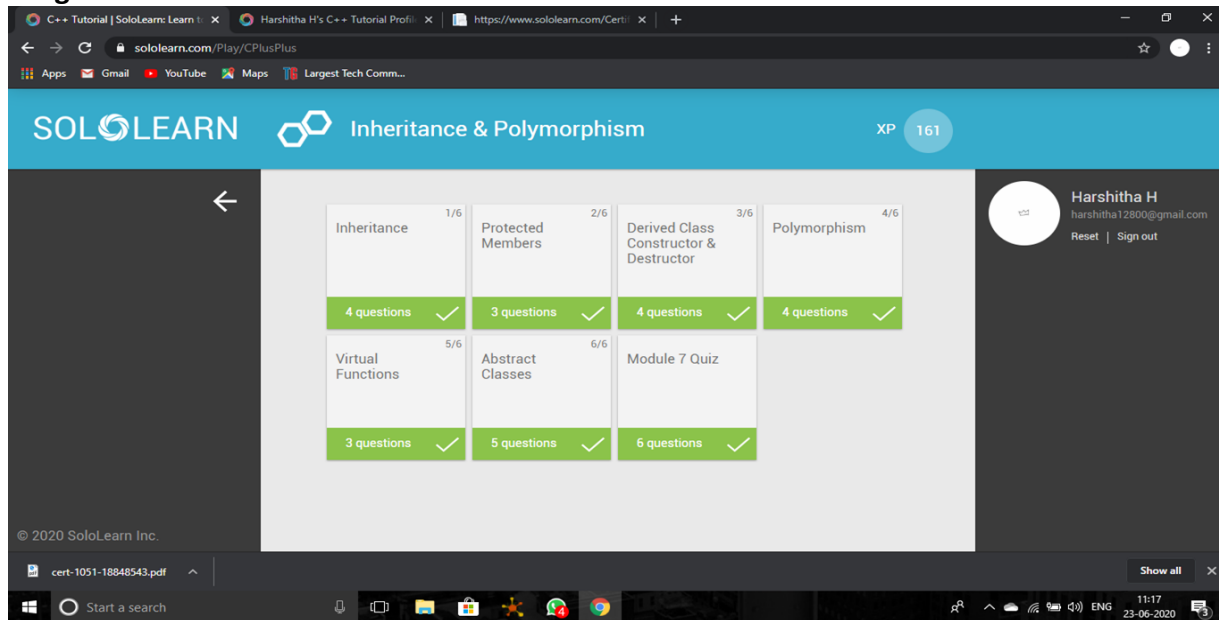 C++ Tutorial | SoloLearn: Learn t
Harshitha H's C++ Tutorial Profil
https://www.sololearn.com/Certi
sololearn.com/Play/CPlusPlus
Apps
Gmail
YouTube
Maps
Largest Tech Comm...
SOLOLEARN
Inheritance & Polymorphism
XP 161
Harshitha H
harshitha12800@gmail.com
Reset | Sign out
1/6
Inheritance
4 questions
2/6
Protected
Members
3 questions
3/6
Derived Class
Constructor &
Destructor
4 questions
4/6
Polymorphism
4 questions
5/6
Virtual
Functions
3 questions
6/6
Abstract
Classes
5 questions
Module 7 Quiz
6 questions
© 2020 SoloLearn Inc.
cert-1051-18848543.pdf
Show all
Start a search
ENG
11:17
23-06-2020